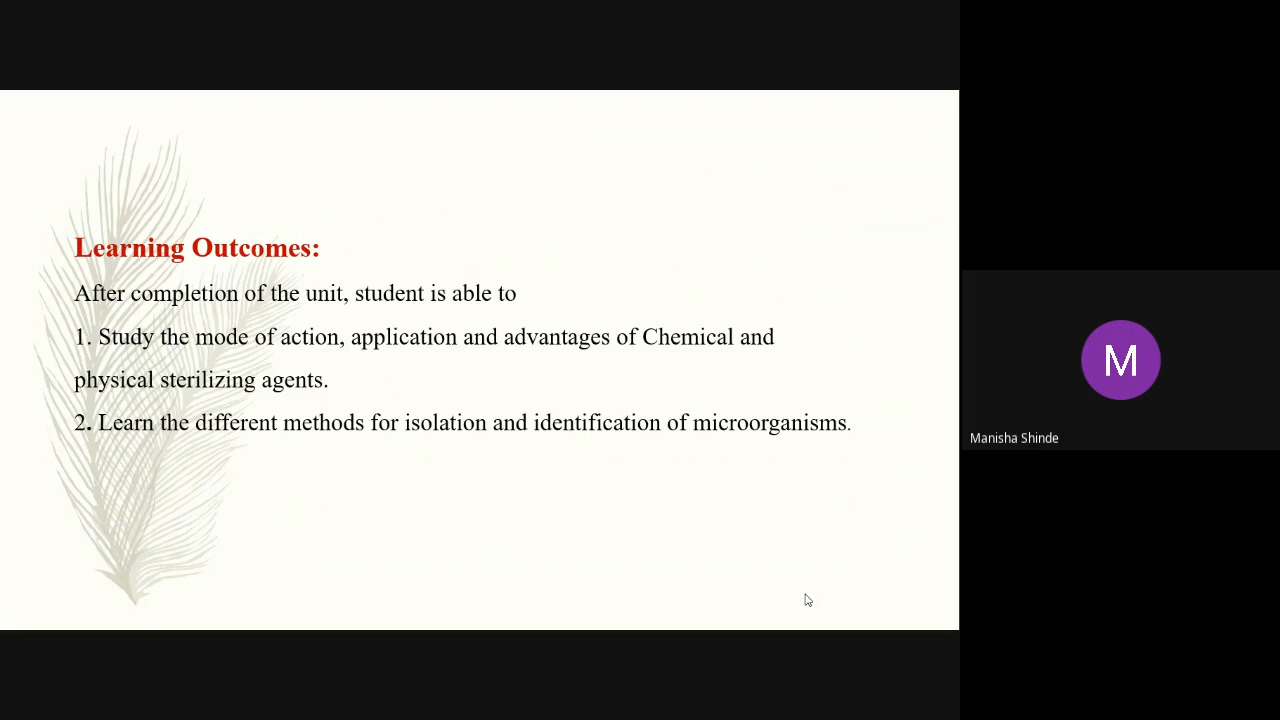 Learning Outcomes:
After completion of the unit, student is able to
1. Study the mode of action, application and advantages of Chemical and
physical sterilizing agents.
2. Learn the different methods for isolation and identification of microorganisms.
M
Manisha Shinde